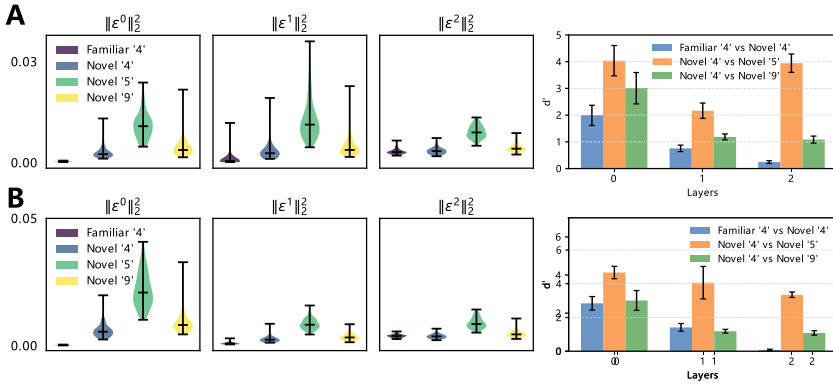 A
‖ε⁰‖₂²
‖ε¹‖₂²
‖ε²‖₂²
0.03
0.00
Familiar '4'
Novel '4'
Novel '5'
Novel '9'
5
4
3
2
1
0
d'
Familiar '4' vs Novel '4'
Novel '4' vs Novel '5'
Novel '4' vs Novel '9'
0 1 2
Layers
B
‖ε⁰‖₂²
‖ε¹‖₂²
‖ε²‖₂²
0.05
0.00
Familiar '4'
Novel '4'
Novel '5'
Novel '9'
6 6
4 4
2 2
0 0
d'
Familiar '4' vs Novel '4'
Novel '4' vs Novel '5'
Novel '4' vs Novel '9'
0 0 1 1 2 2
Layers